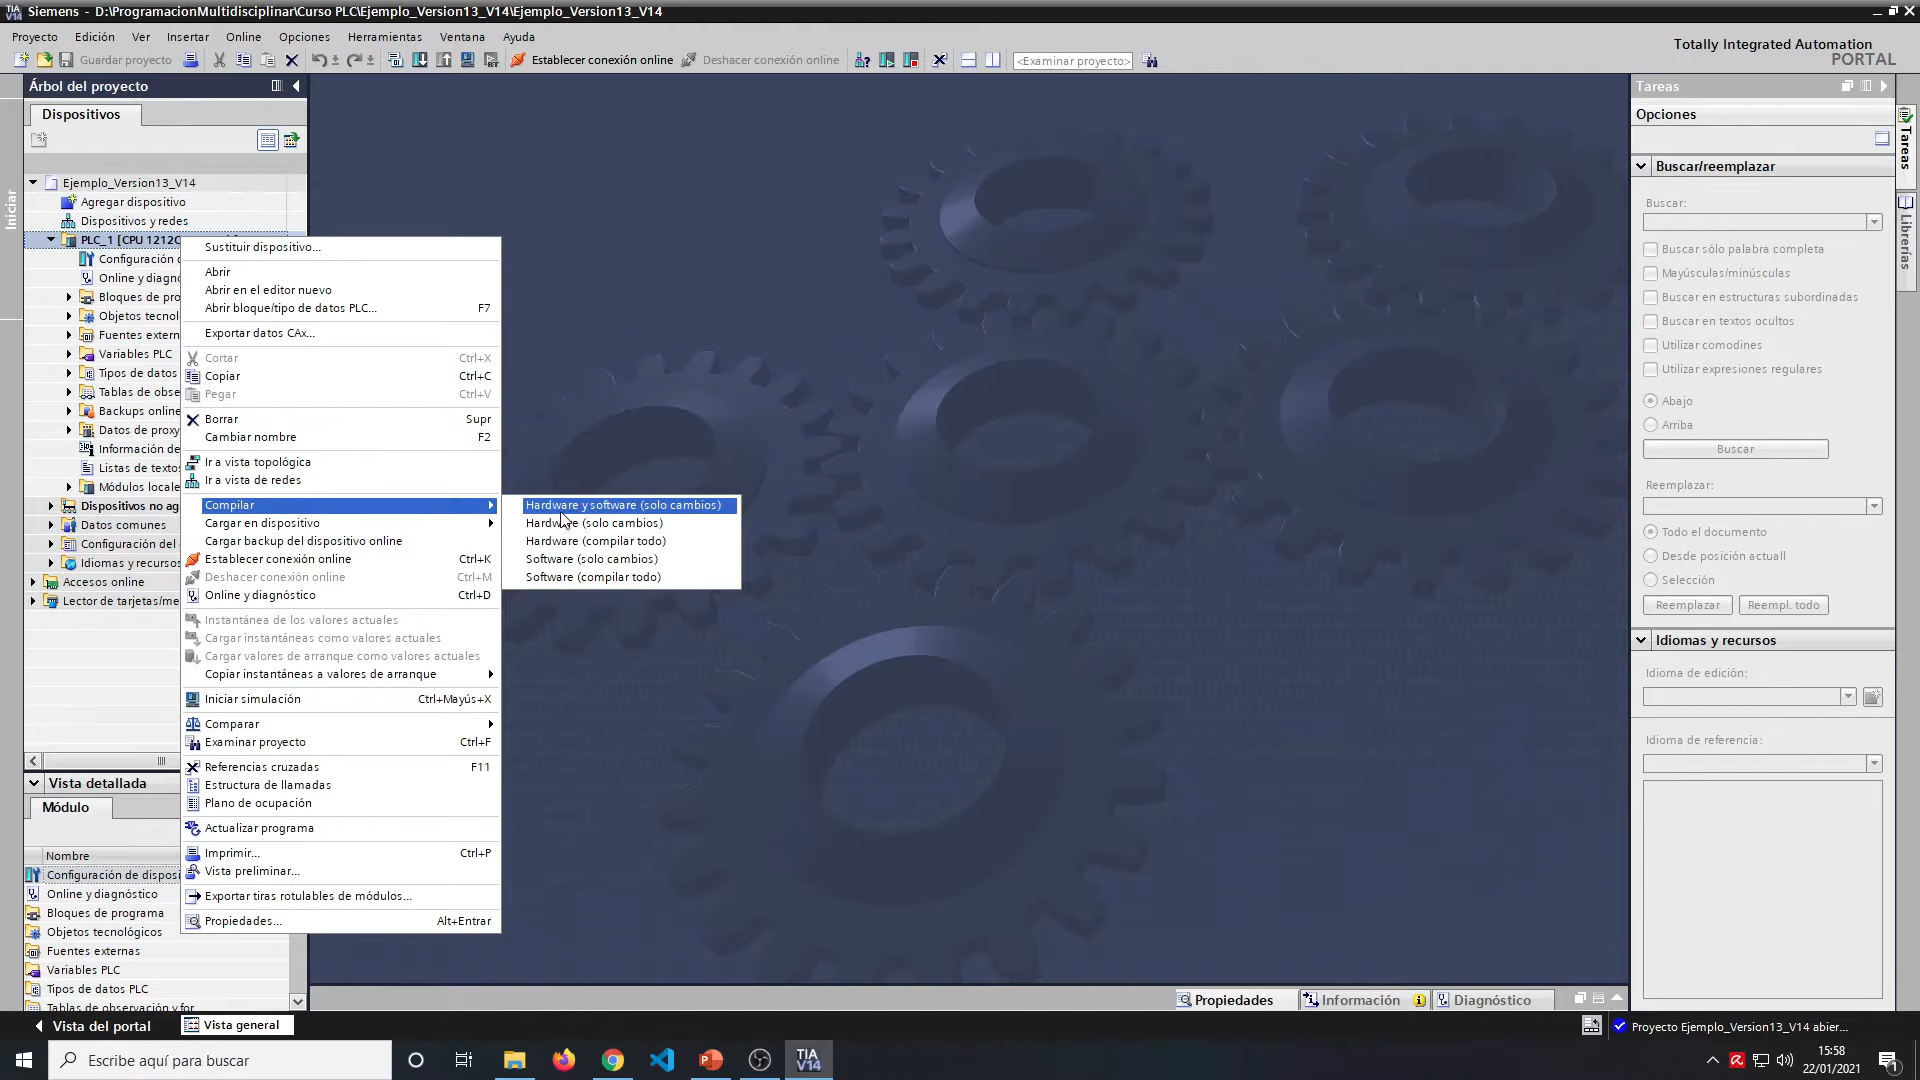 Siemens - D:\ProgramacionMultidisciplinar\Curso PLC\Ejemplo_Version13_V14\Ejemplo_Version13_V14
Proyecto Edición Ver Insertar Online Opciones Herramientas Ventana Ayuda
Totally Integrated Automation
PORTAL
Guardar proyecto Establecer conexión online Deshacer conexión online <Examinar proyecto>
Árbol del proyecto
Dispositivos
Iniciar
Ejemplo_Version13_V14
Agregar dispositivo
Dispositivos y redes
PLC_1 [CPU 1212C
Configuración
Online y diagnó
Bloques de pro
Objetos tecnol
Fuentes extern
Variables PLC
Tipos de datos
Tablas de obse
Backups online
Datos de proxy
Información de
Listas de textos
Módulos locale
Dispositivos no ag
Datos comunes
Configuración del
Idiomas y recursos
Accesos online
Lector de tarjetas/me
Vista detallada
Módulo
Nombre
Configuración de disposi
Online y diagnóstico
Bloques de programa
Objetos tecnológicos
Fuentes externas
Variables PLC
Tipos de datos PLC
Tablas de observación y for
Sustituir dispositivo...
Abrir
Abrir en el editor nuevo
Abrir bloque/tipo de datos PLC... F7
Exportar datos CAx...
Cortar Ctrl+X
Copiar Ctrl+C
Pegar Ctrl+V
Borrar Supr
Cambiar nombre F2
Ir a vista topológica
Ir a vista de redes
Compilar
Cargar en dispositivo
Cargar backup del dispositivo online
Establecer conexión online Ctrl+K
Deshacer conexión online Ctrl+M
Online y diagnóstico Ctrl+D
Instantánea de los valores actuales
Cargar instantáneas como valores actuales
Cargar valores de arranque como valores actuales
Copiar instantáneas a valores de arranque
Iniciar simulación Ctrl+Mayús+X
Comparar
Examinar proyecto Ctrl+F
Referencias cruzadas F11
Estructura de llamadas
Plano de ocupación
Actualizar programa
Imprimir... Ctrl+P
Vista preliminar...
Exportar tiras rotulables de módulos...
Propiedades... Alt+Entrar
Hardware y software (solo cambios)
Hardware (solo cambios)
Hardware (compilar todo)
Software (solo cambios)
Software (compilar todo)
Tareas
Opciones
Buscar/reemplazar
Buscar:
Buscar sólo palabra completa
Mayúsculas/minúsculas
Buscar en estructuras subordinadas
Buscar en textos ocultos
Utilizar comodines
Utilizar expresiones regulares
Abajo
Arriba
Buscar
Reemplazar:
Todo el documento
Desde posición actuall
Selección
Reemplazar Reempl. todo
Idiomas y recursos
Idioma de edición:
Idioma de referencia:
Tareas
Librerías
Propiedades Información Diagnóstico
Vista del portal Vista general
Proyecto Ejemplo_Version13_V14 abier...
Escribe aquí para buscar
TIA
V14
15:58
22/01/2021